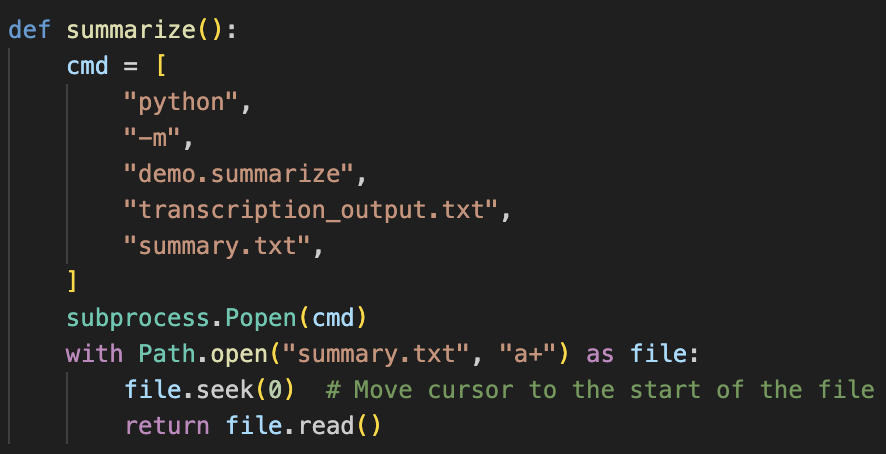 def summarize():
    cmd = [
        "python",
        "-m",
        "demo.summarize",
        "transcription_output.txt",
        "summary.txt",
    ]
    subprocess.Popen(cmd)
    with Path.open("summary.txt", "a+") as file:
        file.seek(0)  # Move cursor to the start of the file
        return file.read()